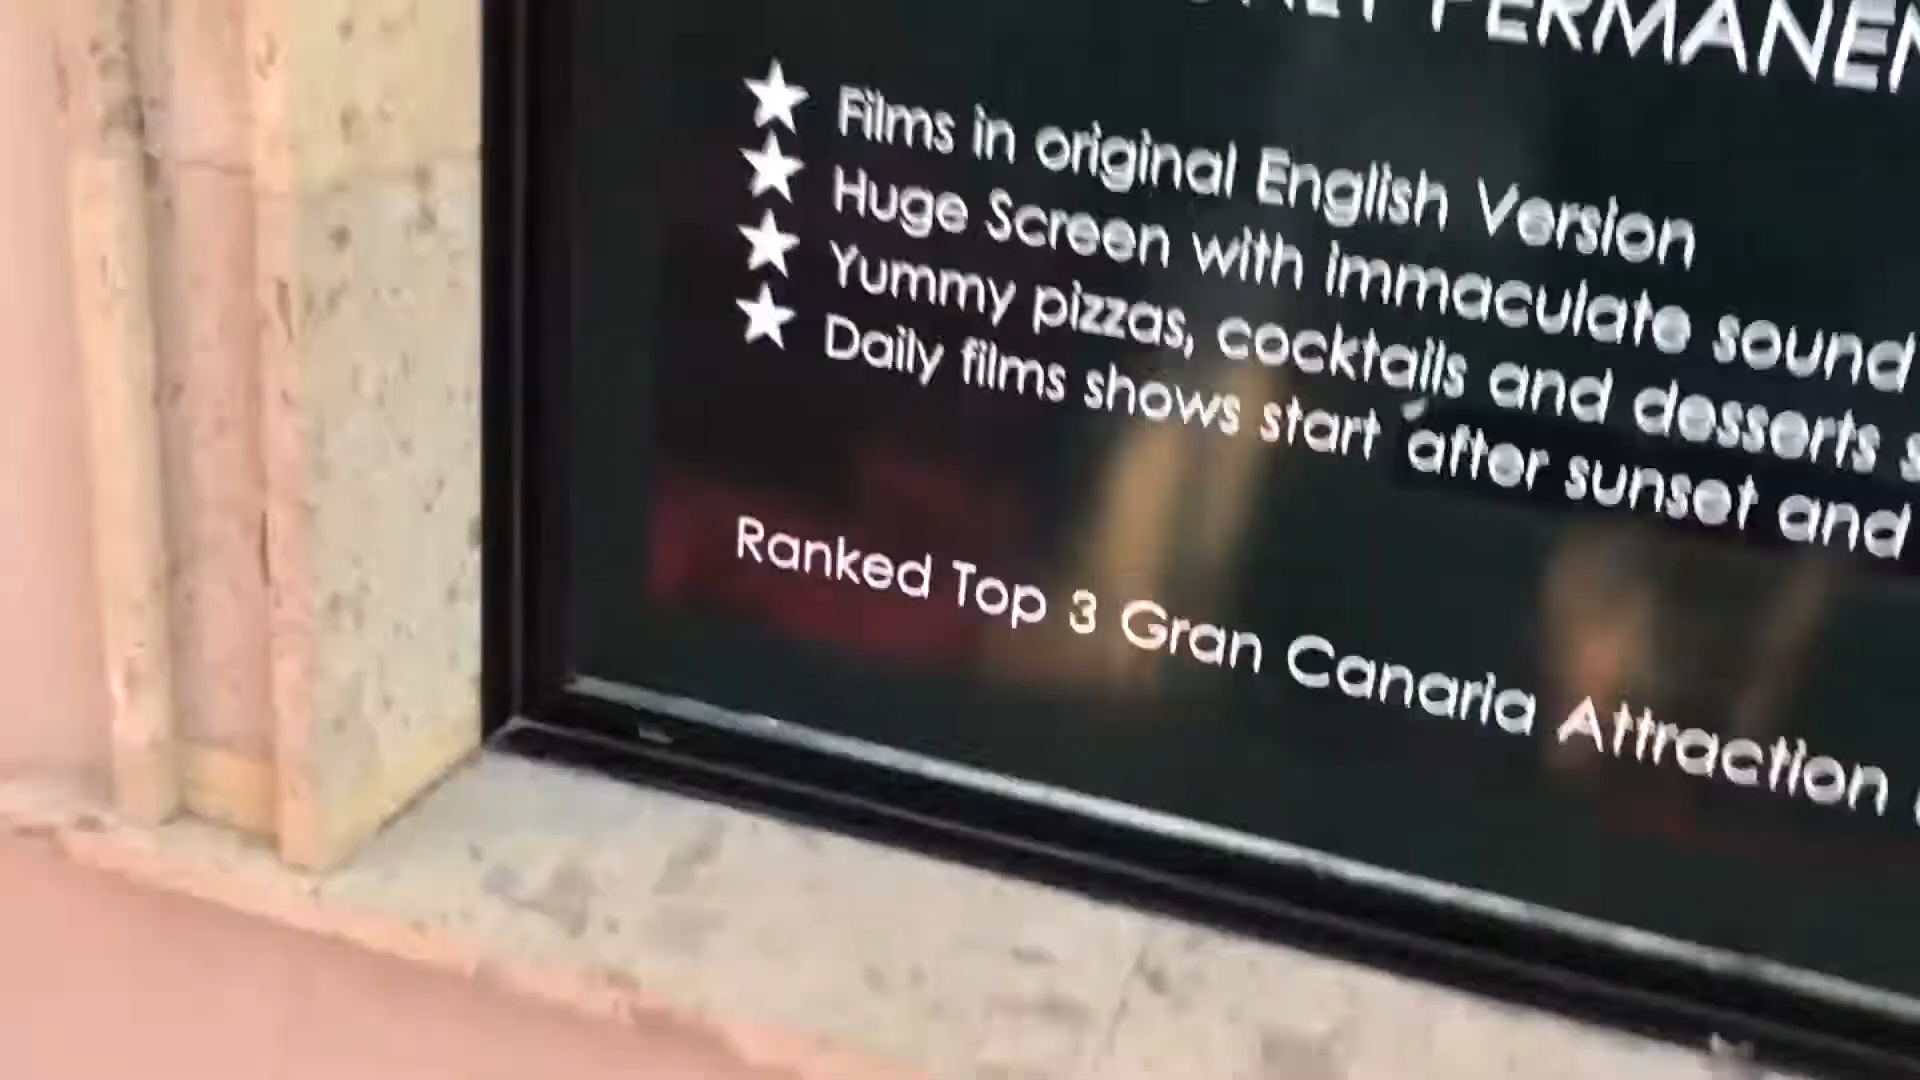 PERMANEN
Films in original English Version
Huge Screen with immaculate sound
Yummy pizzas, cocktails and desserts s
Daily films shows start after sunset and
Ranked Top 3 Gran Canaria Attraction